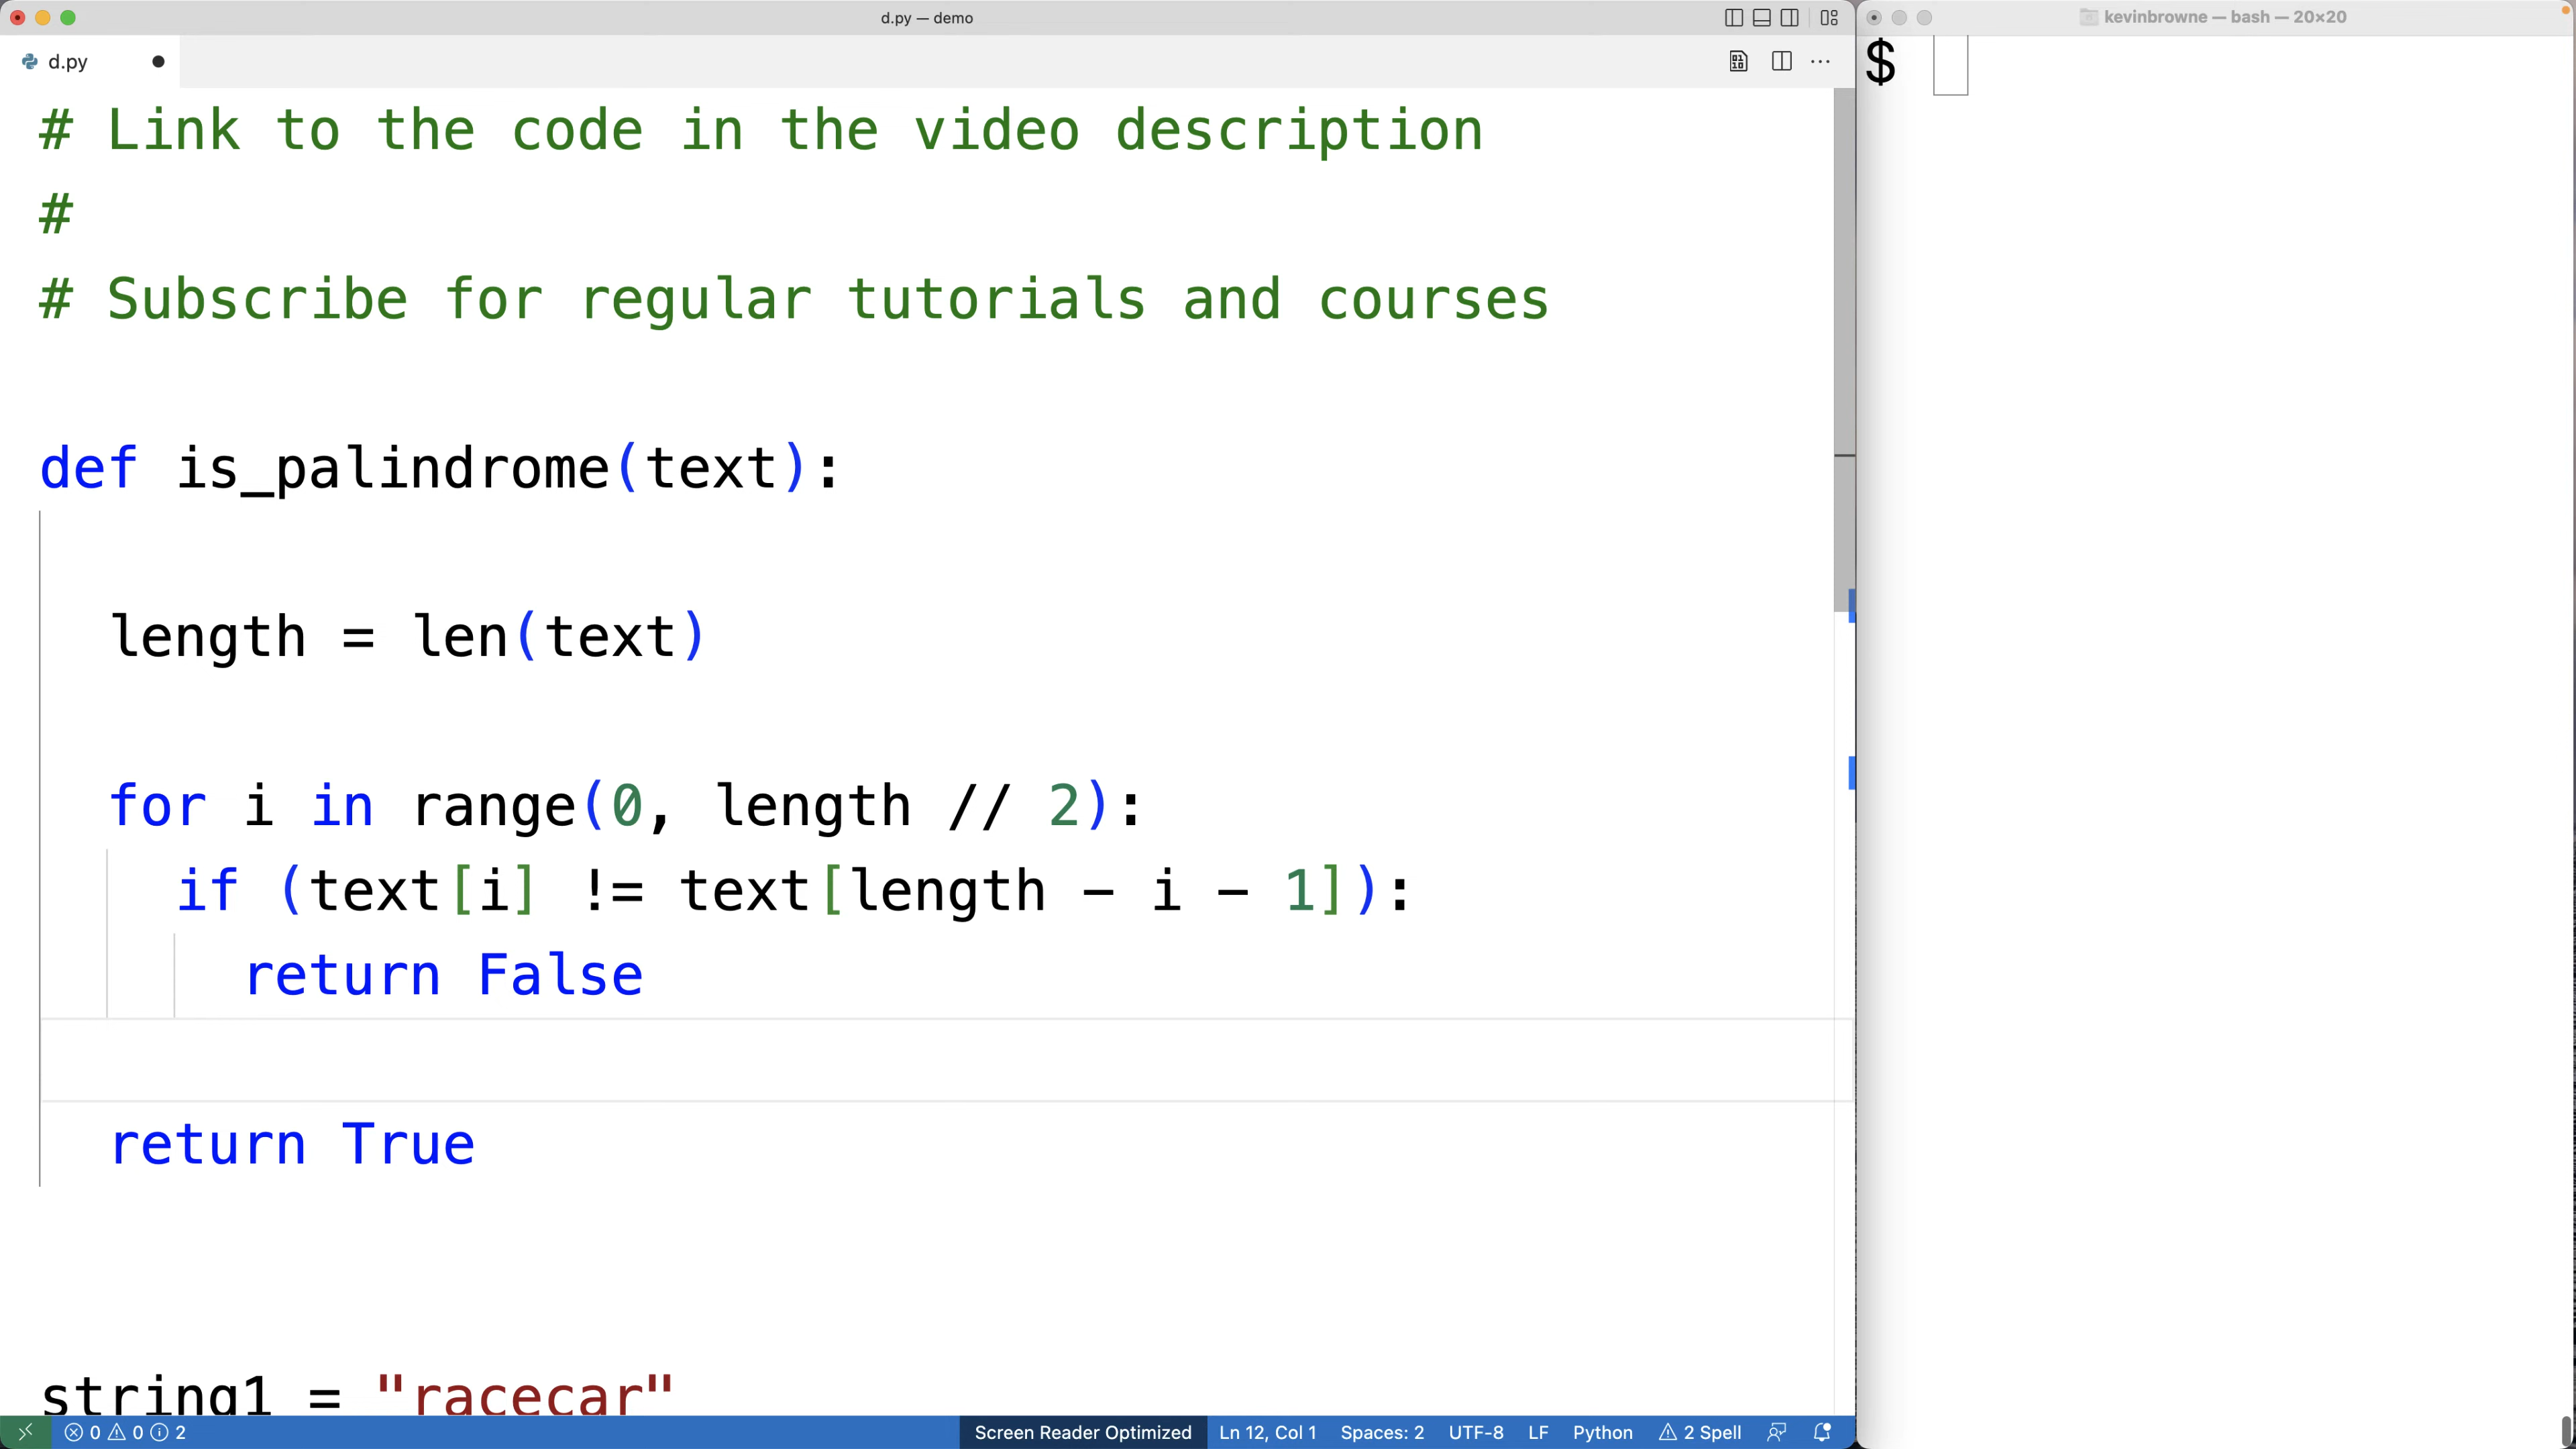 d.py — demo
d.py
# Link to the code in the video description
#
# Subscribe for regular tutorials and courses
def is_palindrome(text):
length = len(text)
for i in range(0, length // 2):
if (text[i] != text[length - i - 1]):
return False
return True
string1 = "racecar"
0 0 2 Screen Reader Optimized Ln 12, Col 1 Spaces: 2 UTF-8 LF Python 2 Spell
kevinbrowne — bash — 20×20
$